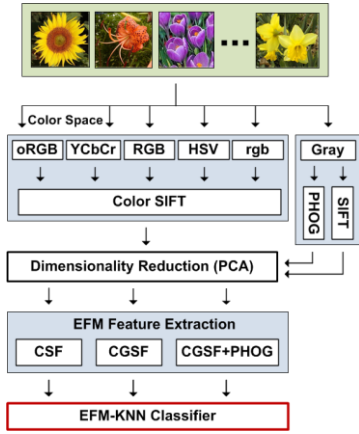 Color Space
oRGB YCbCr RGB HSV rgb Gray
Color SIFT
PHOG SIFT
Dimensionality Reduction (PCA)
EFM Feature Extraction
CSF CGSF CGSF+PHOG
EFM-KNN Classifier